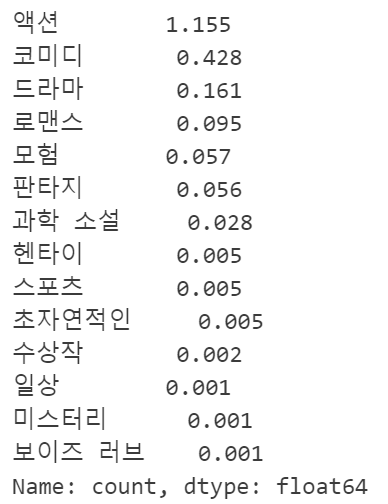 액션 1.155
코미디 0.428
드라마 0.161
로맨스 0.095
모험 0.057
판타지 0.056
과학 소설 0.028
헨타이 0.005
스포츠 0.005
초자연적인 0.005
수상작 0.002
일상 0.001
미스터리 0.001
보이즈 러브 0.001
Name: count, dtype: float64